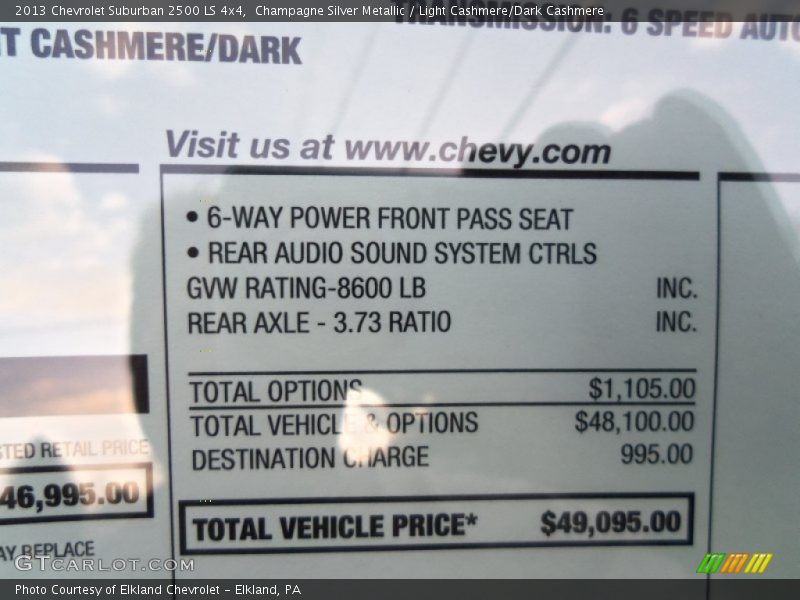 2013 Chevrolet Suburban 2500 LS 4x4,  Champagne Silver Metallic / Light Cashmere/Dark Cashmere
TRANSMISSION: 6 SPEED AUTO
T CASHMERE/DARK
Visit us at www.chevy.com
• 6-WAY POWER FRONT PASS SEAT
• REAR AUDIO SOUND SYSTEM CTRLS
GVW RATING-8600 LB INC.
REAR AXLE - 3.73 RATIO INC.
TOTAL OPTIONS $1,105.00
TOTAL VEHICLE & OPTIONS $48,100.00
DESTINATION CHARGE 995.00
TOTAL VEHICLE PRICE* $49,095.00
STED RETAIL PRICE
46,995.00
AY REPLACE
GTCARLOT.COM
Photo Courtesy of Elkland Chevrolet – Elkland, PA